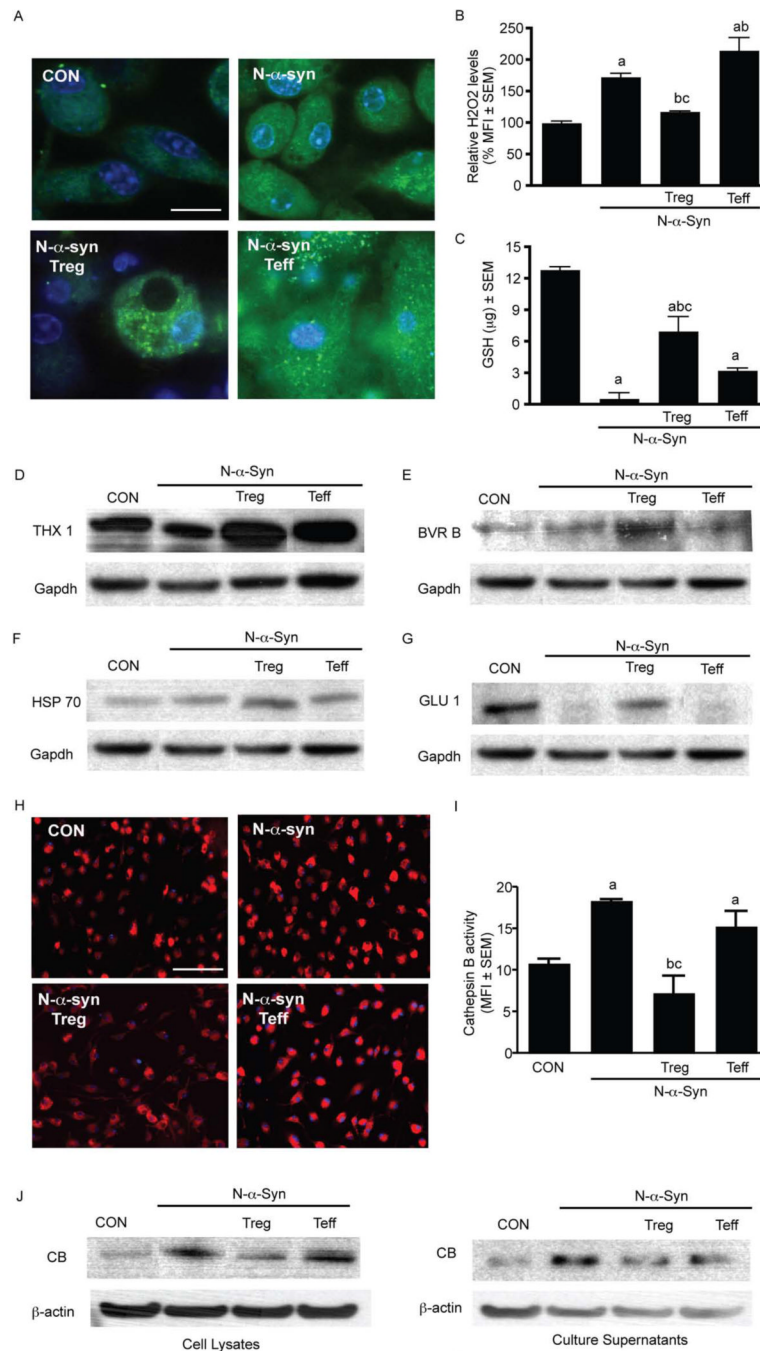 A
CON
N-α-syn
N-α-syn
Treg
N-α-syn
Teff
B
Relative H2O2 levels
(% MFI ± SEM)
250
200
150
100
50
0
a
bc
ab
Treg
Teff
N-α-Syn
C
GSH (μg) ± SEM
15
12
9
6
3
0
a
abc
a
Treg
Teff
N-α-Syn
D
N-α-Syn
CON
Treg
Teff
THX 1
Gapdh
E
N-α-Syn
CON
Treg
Teff
BVR B
Gapdh
F
N-α-Syn
CON
Treg
Teff
HSP 70
Gapdh
G
N-α-Syn
CON
Treg
Teff
GLU 1
Gapdh
H
CON
N-α-syn
N-α-syn
Treg
N-α-syn
Teff
I
Cathepsin B activity
(MFI ± SEM)
20
15
10
5
0
a
bc
a
CON
Treg
Teff
N-α-Syn
J
N-α-Syn
CON
Treg
Teff
CB
β-actin
Cell Lysates
N-α-Syn
CON
Treg
Teff
CB
β-actin
Culture Supernatants